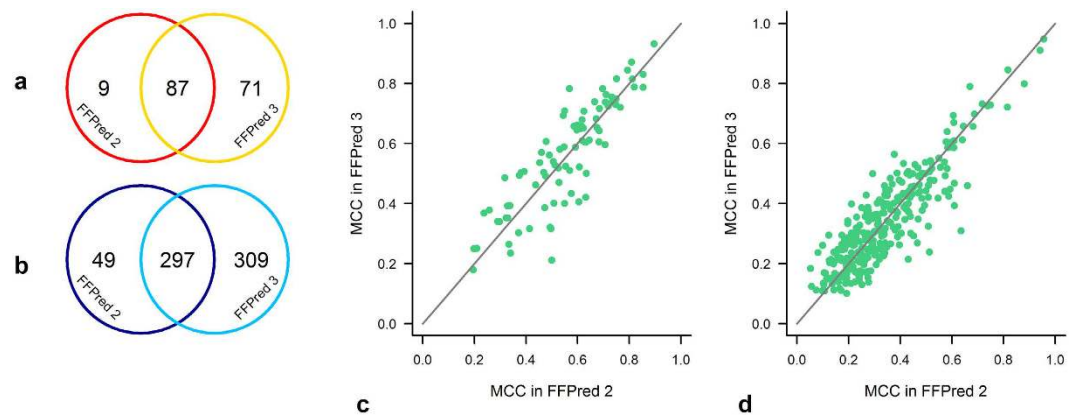 a
9
87
71
FFPred 2
FFPred 3
b
49
297
309
FFPred 2
FFPred 3
MCC in FFPred 3
1.0
0.8
0.6
0.4
0.2
0.0
0.0 0.2 0.4 0.6 0.8 1.0
MCC in FFPred 2
c
MCC in FFPred 3
1.0
0.8
0.6
0.4
0.2
0.0
0.0 0.2 0.4 0.6 0.8 1.0
MCC in FFPred 2
d